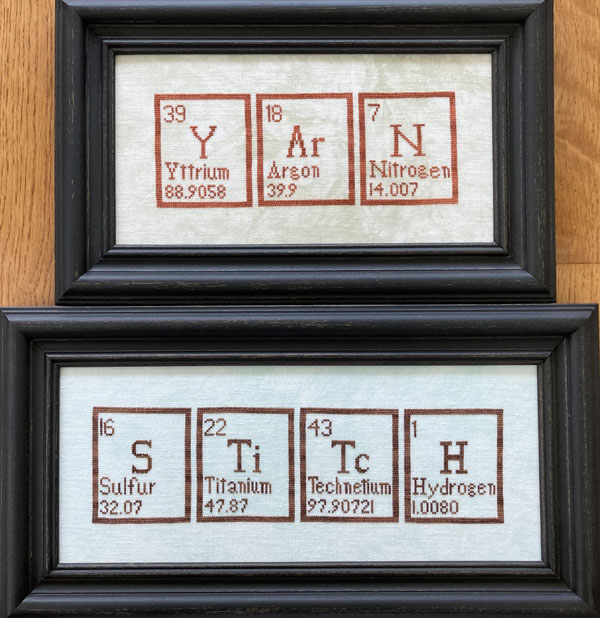 39 18 7
Y Ar N
Yttrium Argon Nitrogen
88.9058 39.9 14.007
16 22 43 1
S Ti Tc H
Sulfur Titanium Technetium Hydrogen
32.07 47.87 97.90721 1.0080